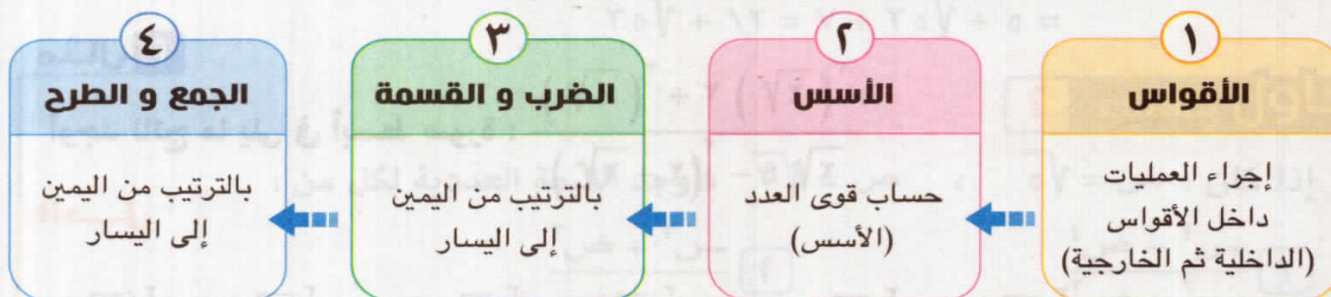 ١
الأقواس
إجراء العمليات
داخل الأقواس
(الداخلية ثم الخارجية)
٢
الأسس
حساب قوى العدد
(الأسس)
٣
الضرب و القسمة
بالترتيب من اليمين
إلى اليسار
٤
الجمع و الطرح
بالترتيب من اليمين
إلى اليسار